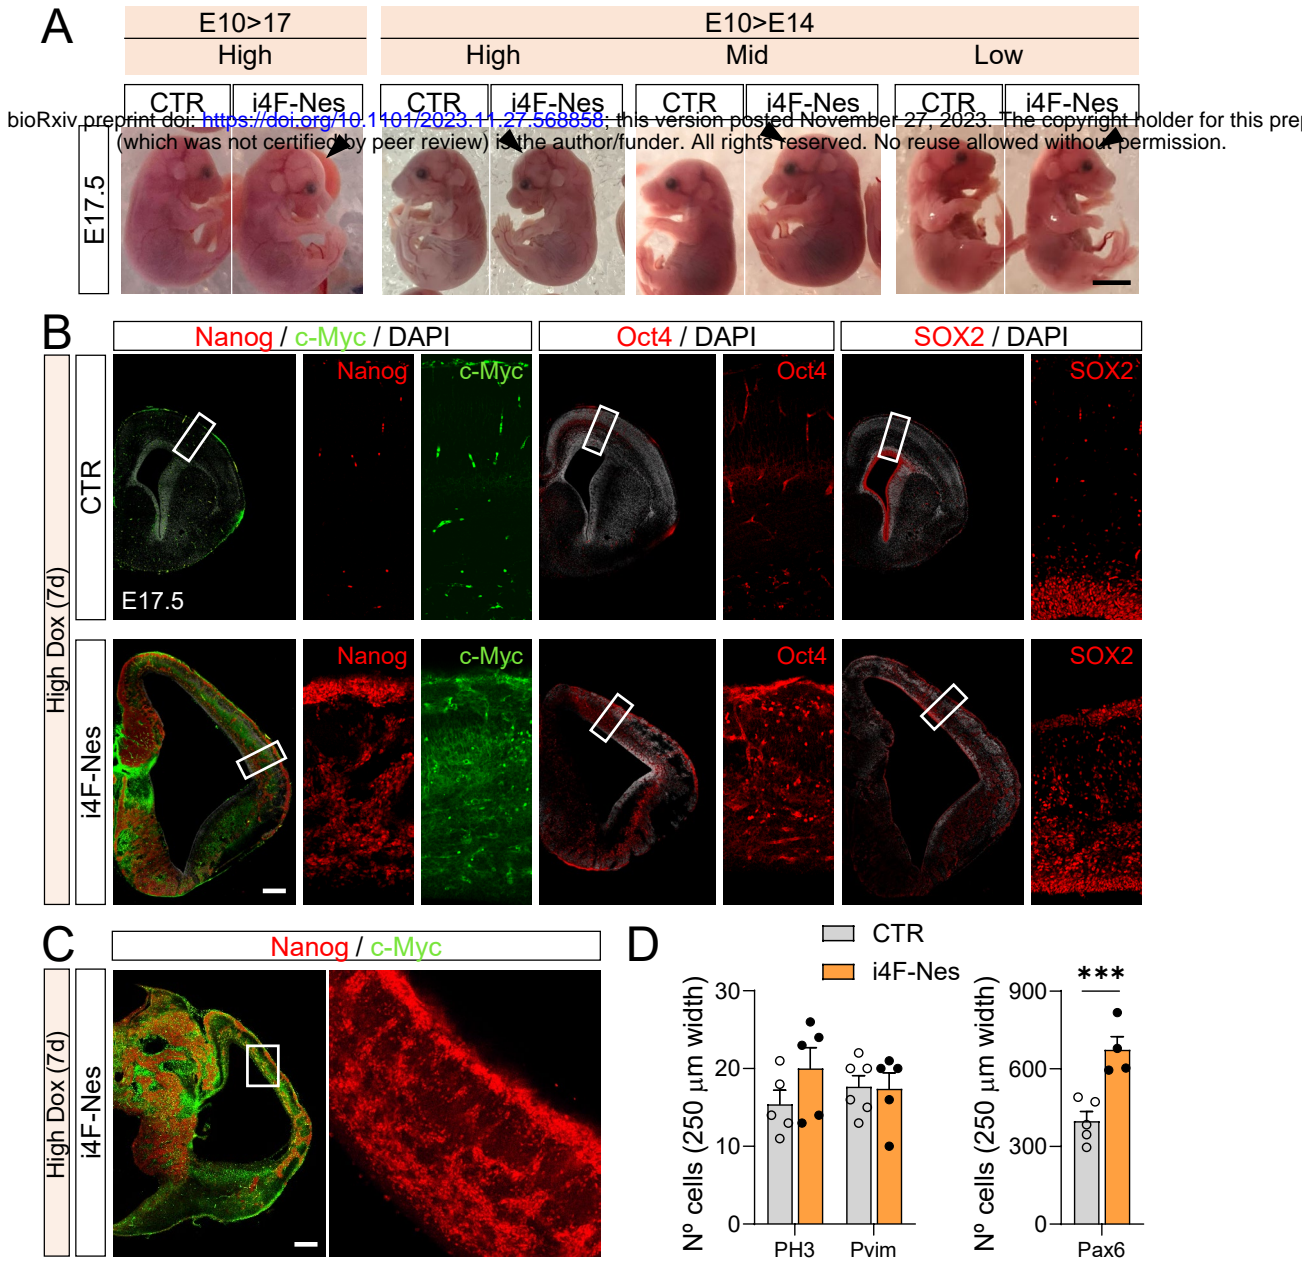 A
E10>17
E10>E14
High
High
Mid
Low
CTR
i4F-Nes
CTR
i4F-Nes
CTR
i4F-Nes
CTR
i4F-Nes
bioRxiv preprint doi: https://doi.org/10.1101/2023.11.27.568858; this version posted November 27, 2023. The copyright holder for this prep
(which was not certified by peer review) is the author/funder. All rights reserved. No reuse allowed without permission.
E17.5
B
Nanog / c-Myc / DAPI
Oct4 / DAPI
SOX2 / DAPI
High Dox (7d)
CTR
Nanog
c-Myc
Oct4
SOX2
E17.5
i4F-Nes
Nanog
c-Myc
Oct4
SOX2
C
Nanog / c-Myc
High Dox (7d)
i4F-Nes
D
CTR
i4F-Nes
Nº cells (250 µm width)
30
20
10
0
PH3
Pvim
Nº cells (250 µm width)
900
600
300
0
***
Pax6